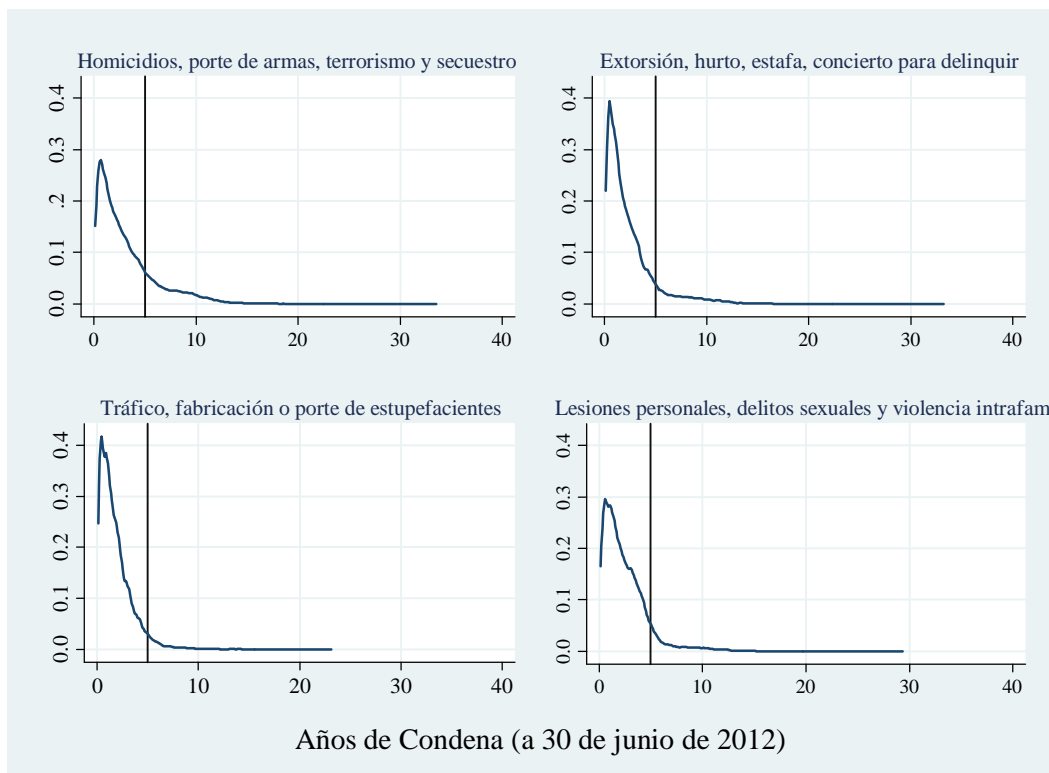 Homicidios, porte de armas, terrorismo y secuestro
0.0 0.1 .2 0.3 0.4
0 10 20 30 40
Extorsión, hurto, estafa, concierto para delinquir
0.0 0.1 .2 0.3 0.4
0 10 20 30 40
Tráfico, fabricación o porte de estupefacientes
0.0 0.1 .2 0.3 0.4
0 10 20 30 40
Lesiones personales, delitos sexuales y violencia intrafam
0.0 0.1 .2 0.3 0.4
0 10 20 30 40
Años de Condena (a 30 de junio de 2012)